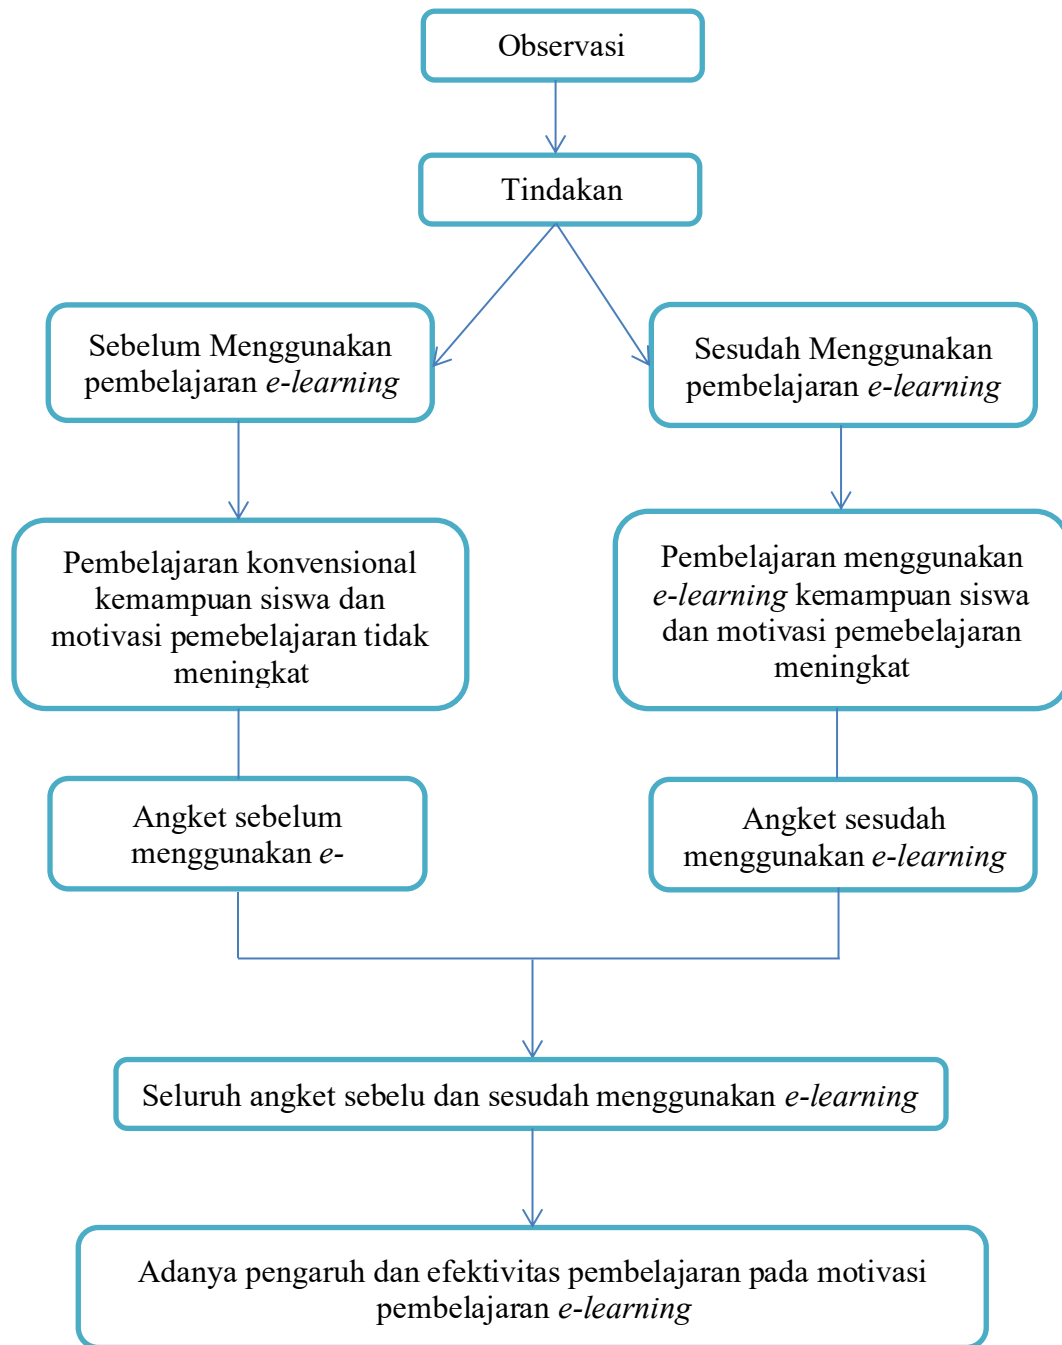 Observasi
Tindakan
Sebelum Menggunakan
pembelajaran e-learning
Sesudah Menggunakan
pembelajaran e-learning
Pembelajaran konvensional
kemampuan siswa dan
motivasi pemebelajaran tidak
meningkat
Pembelajaran menggunakan
e-learning kemampuan siswa
dan motivasi pemebelajaran
meningkat
Angket sebelum
menggunakan e-
Angket sesudah
menggunakan e-learning
Seluruh angket sebelu dan sesudah menggunakan e-learning
Adanya pengaruh dan efektivitas pembelajaran pada motivasi
pembelajaran e-learning